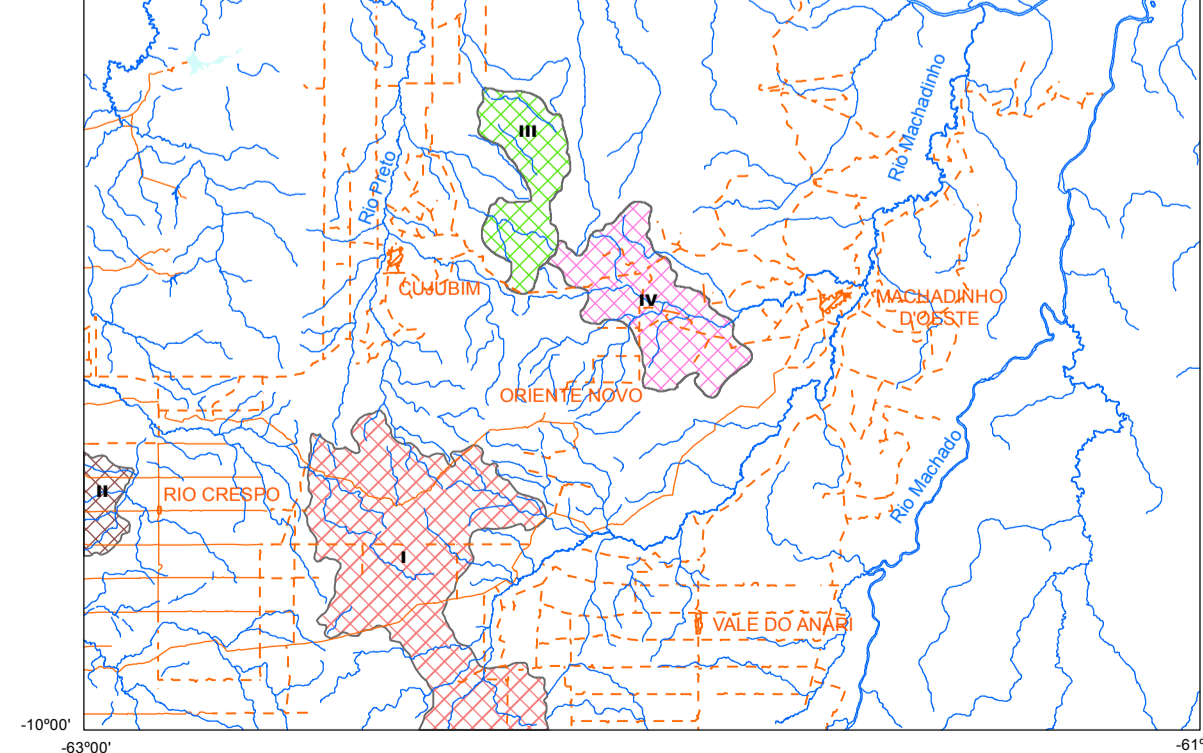 Rio Machadinho
III
Rio Preto
CUJUBIM
IV
MACHADINHO
D'OESTE
ORIENTE NOVO
Rio Machado
II
RIO CRESPO
I
VALE DO ANARI
-10º00'
-63º00'
-61º